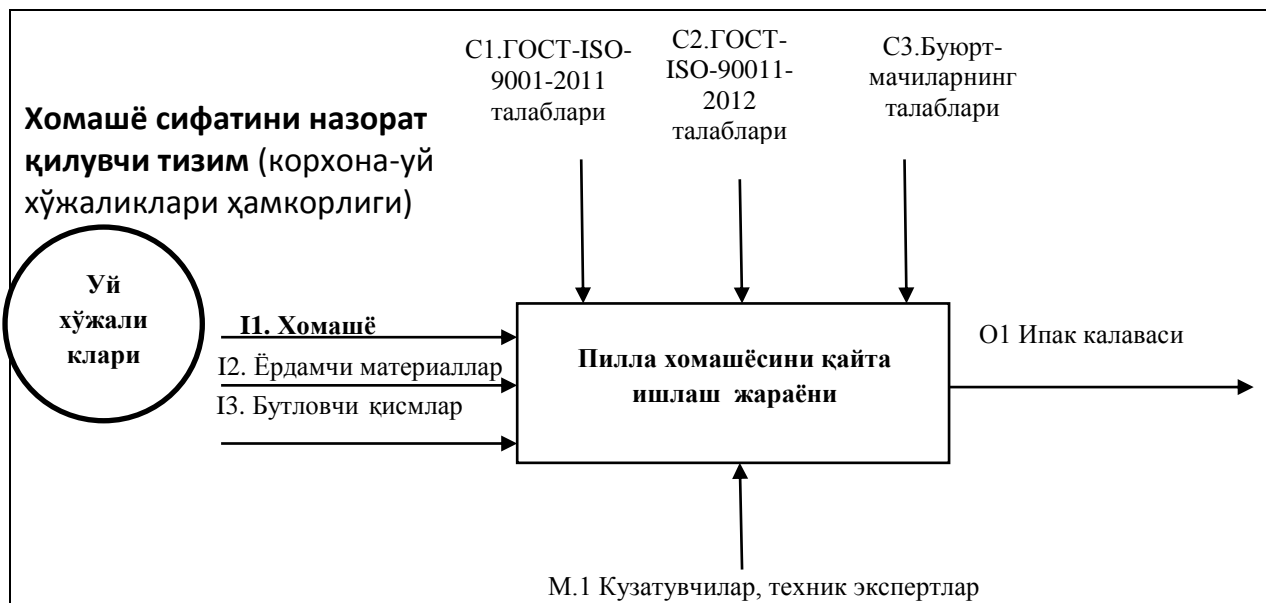 С1.ГОСТ-ISO-
9001-2011
талаблари
С2.ГОСТ-
ISO-90011-
2012
талаблари
С3.Буюрт-
мачиларнинг
талаблари
Хомашё сифатини назорат
қилувчи тизим (корхона-уй
хўжаликлари ҳамкорлиги)
Уй
хўжали
клари
I1. Хомашё
I2. Ёрдамчи материаллар
I3. Бутловчи қисмлар
Пилла хомашёсини қайта
ишлаш жараёни
О1 Ипак калаваси
М.1 Кузатувчилар, техник экспертлар